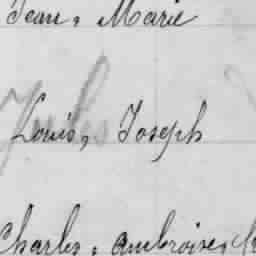 Jean, Marie
Louis, Joseph
Charles, Ambroise,